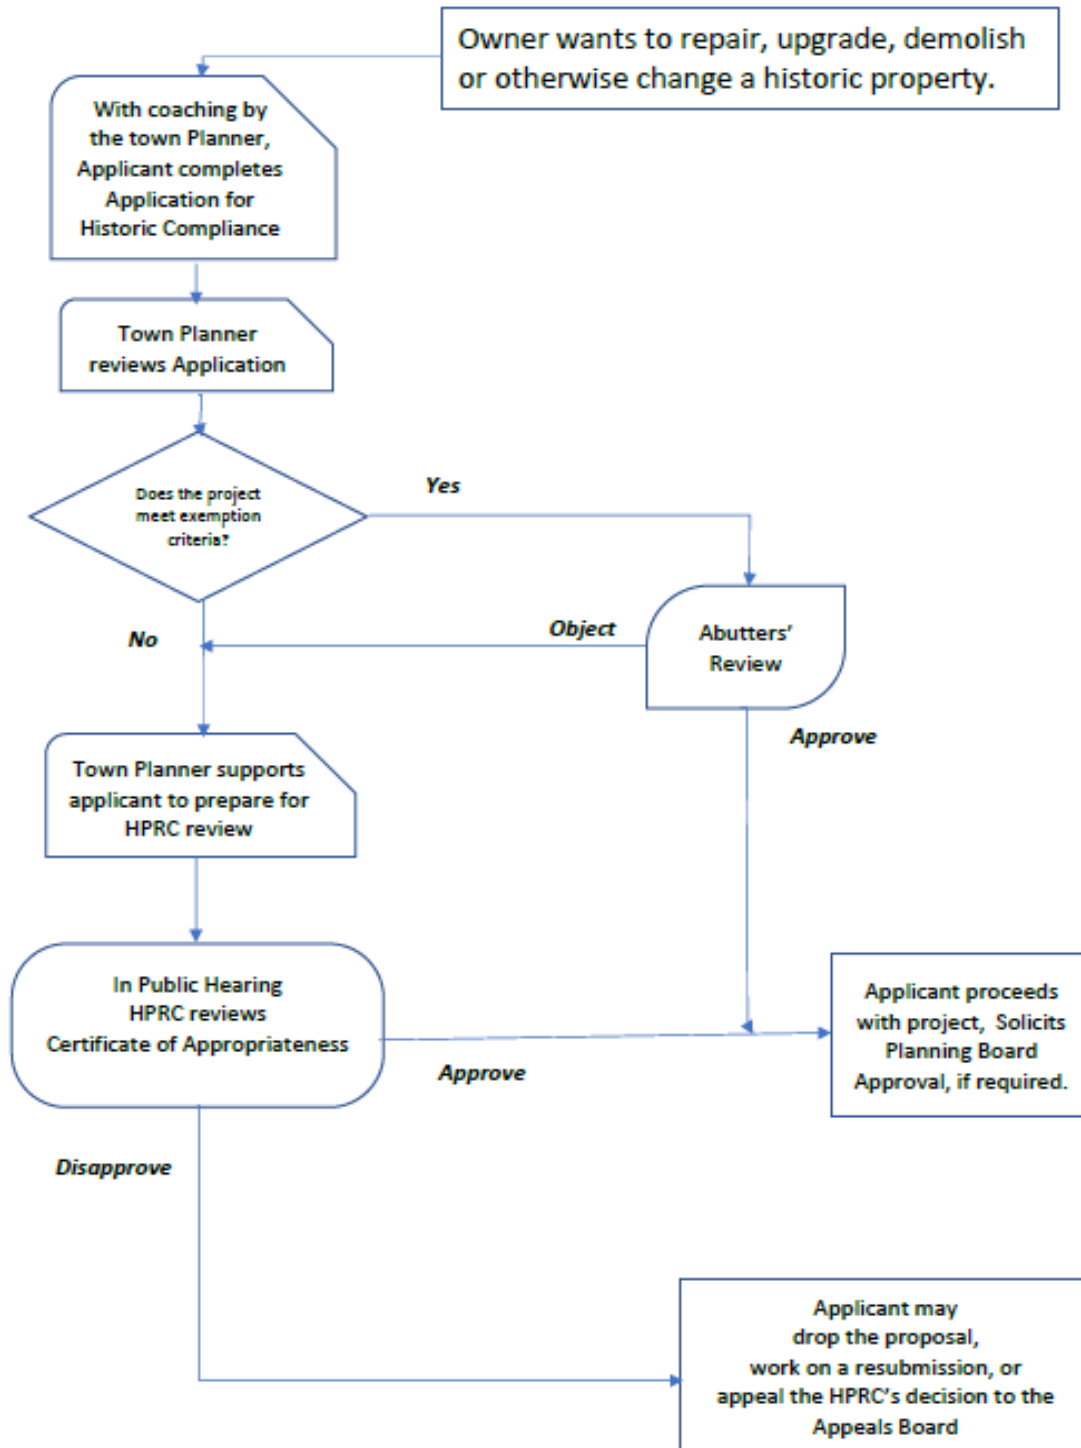 Owner wants to repair, upgrade, demolish
or otherwise change a historic property.
With coaching by
the town Planner,
Applicant completes
Application for
Historic Compliance
Town Planner
reviews Application
Does the project
meet exemption
criteria?
Yes
No
Object
Abutters’
Review
Approve
Town Planner supports
applicant to prepare for
HPRC review
In Public Hearing
HPRC reviews
Certificate of Appropriateness
Approve
Applicant proceeds
with project, Solicits
Planning Board
Approval, if required.
Disapprove
Applicant may
drop the proposal,
work on a resubmission, or
appeal the HPRC’s decision to the
Appeals Board